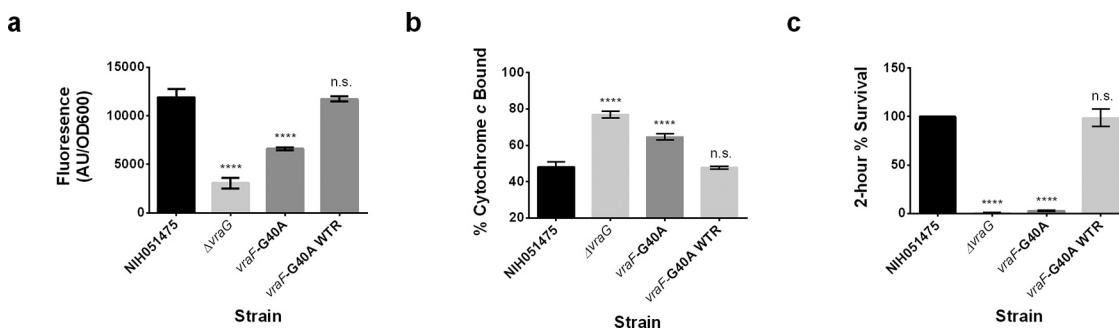 a
Fluoresence
(AU/OD600)
15000
10000
5000
0
****
****
n.s.
NIH051475
ΔvraG
vraF-G40A
vraF-G40A WTR
Strain
b
% Cytochrome c Bound
100
80
60
40
20
****
****
n.s.
NIH051475
ΔvraG
vraF-G40A
vraF-G40A WTR
Strain
c
2-hour % Survival
150
100
50
0
****
****
n.s.
NIH051475
ΔvraG
vraF-G40A
vraF-G40A WTR
Strain